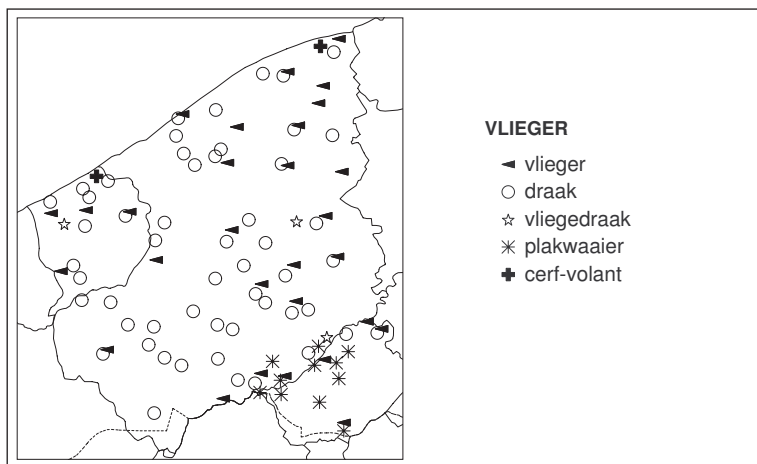 VLIEGER
vlieger
draak
vliegedraak
plakwaaier
cerf-volant